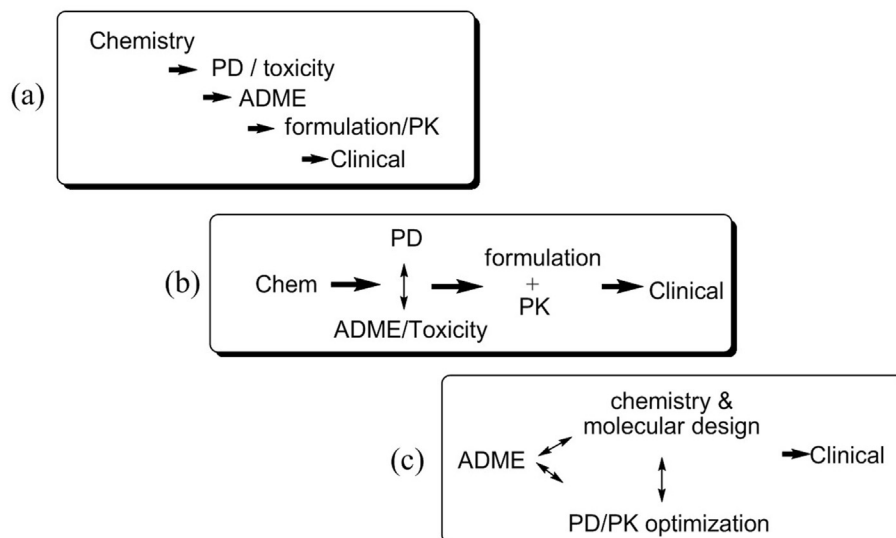 (a)
Chemistry
PD / toxicity
ADME
formulation/PK
Clinical
(b)
PD
Chem
ADME/Toxicity
formulation
+
PK
Clinical
(c)
ADME
chemistry &
molecular design
PD/PK optimization
Clinical